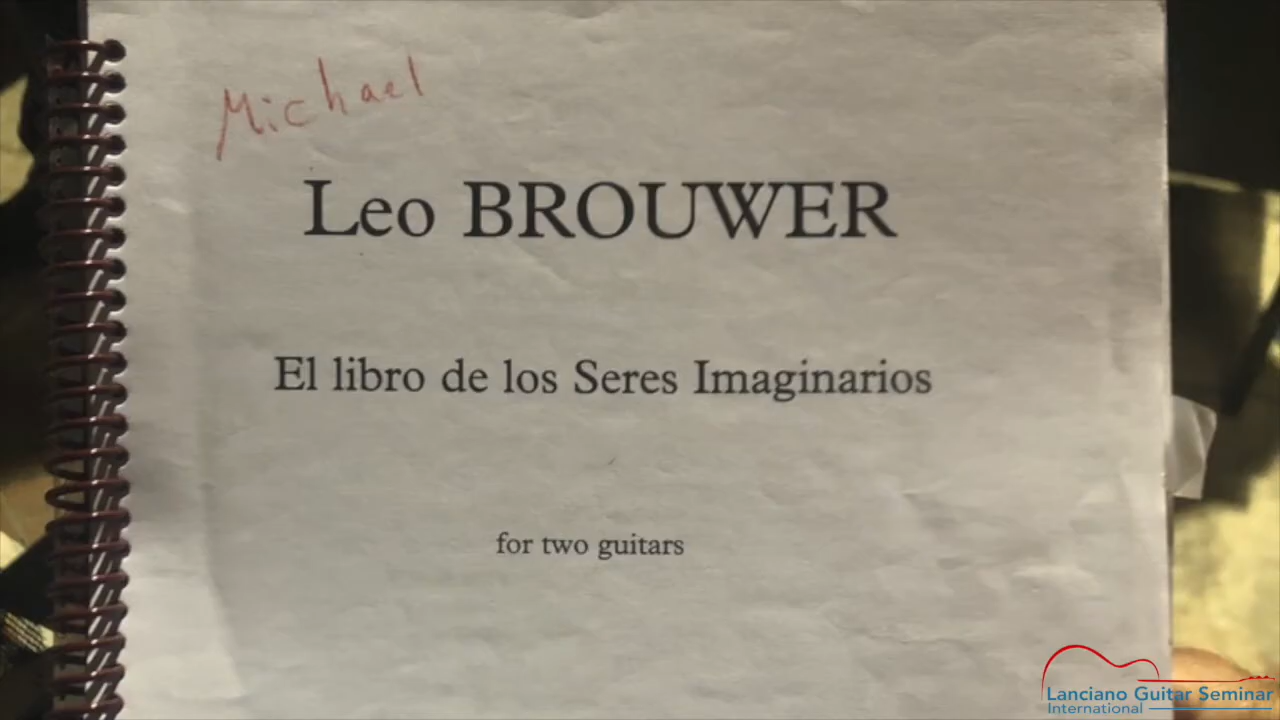 Michael
Leo BROUWER
El libro de los Seres Imaginarios
for two guitars
Lanciano Guitar Seminar
International